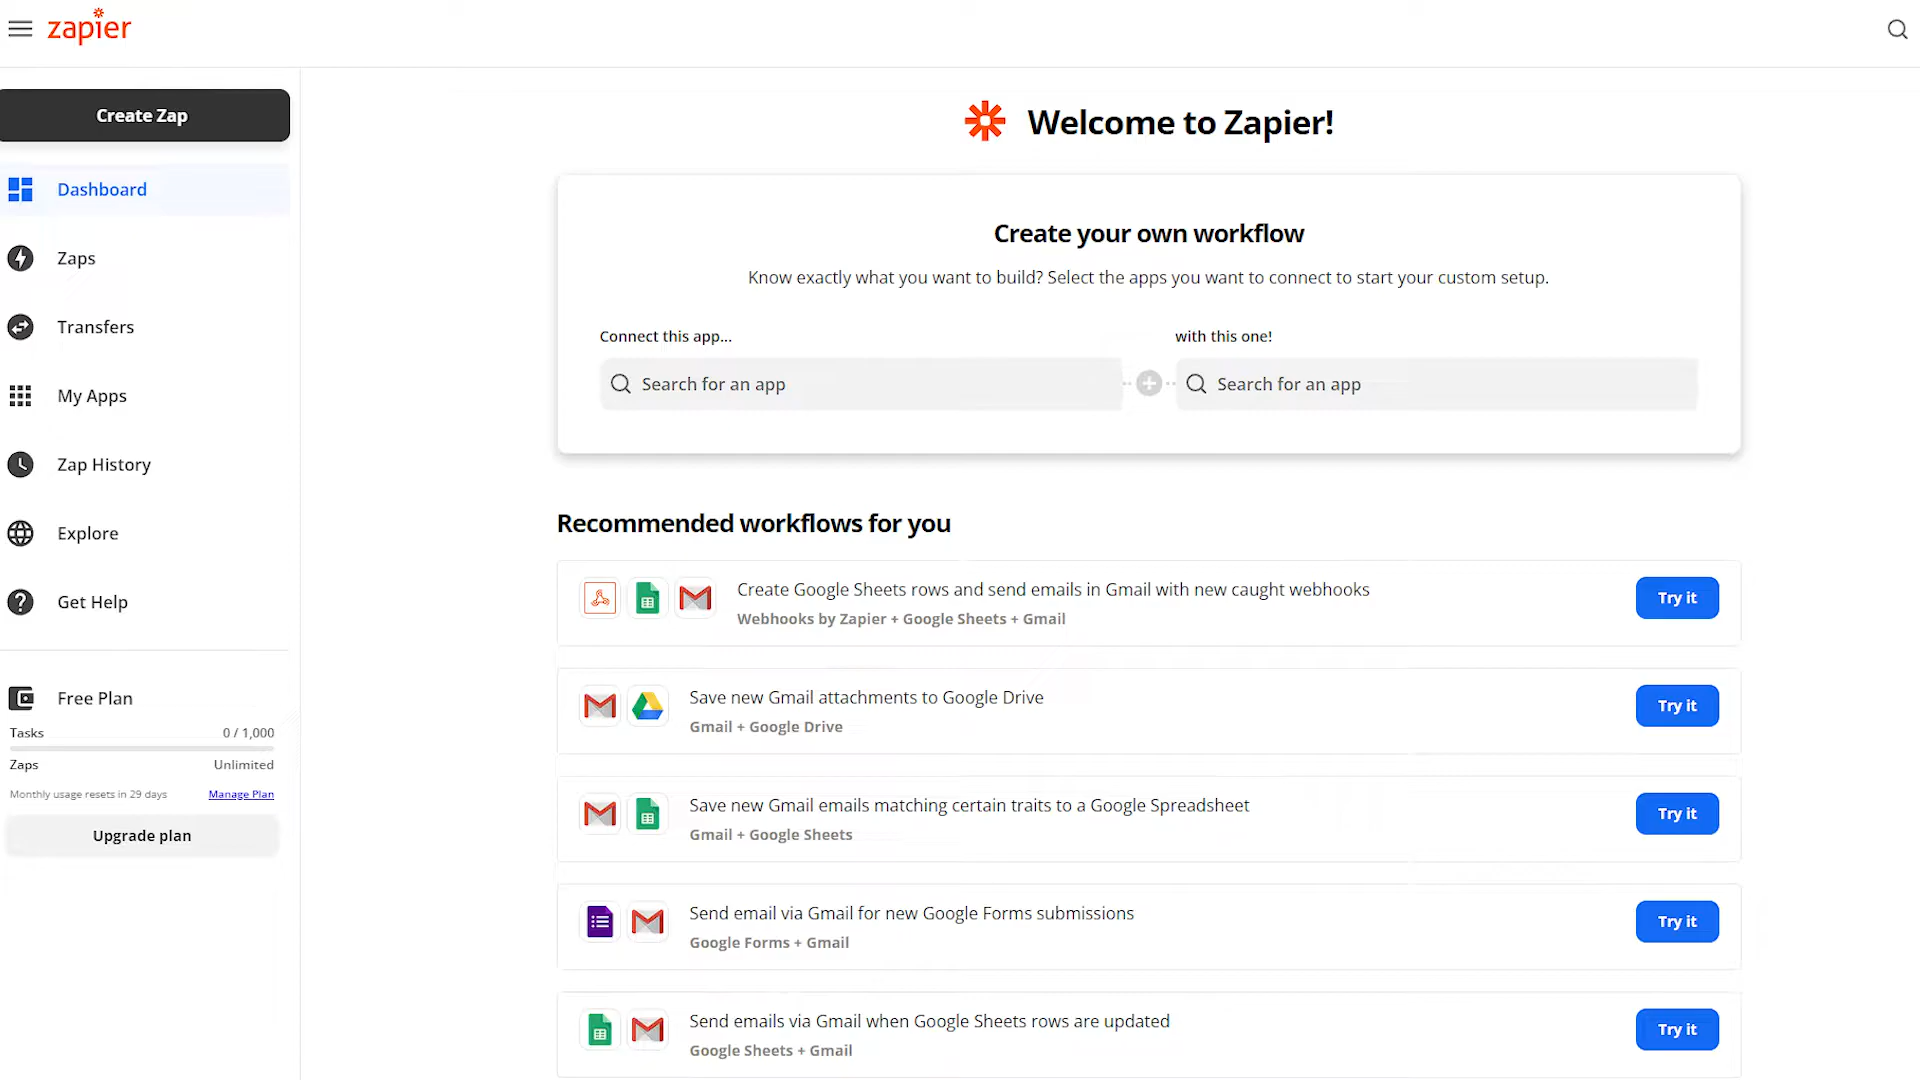 zapier
Create Zap
Dashboard
Zaps
Transfers
My Apps
Zap History
Explore
Get Help
Free Plan
Tasks 0 / 1,000
Zaps Unlimited
Monthly usage resets in 29 days Manage Plan
Upgrade plan
Welcome to Zapier!
Create your own workflow
Know exactly what you want to build? Select the apps you want to connect to start your custom setup.
Connect this app... with this one!
Search for an app Search for an app
Recommended workflows for you
Create Google Sheets rows and send emails in Gmail with new caught webhooks
Webhooks by Zapier + Google Sheets + Gmail
Try it
Save new Gmail attachments to Google Drive
Gmail + Google Drive
Try it
Save new Gmail emails matching certain traits to a Google Spreadsheet
Gmail + Google Sheets
Try it
Send email via Gmail for new Google Forms submissions
Google Forms + Gmail
Try it
Send emails via Gmail when Google Sheets rows are updated
Google Sheets + Gmail
Try it